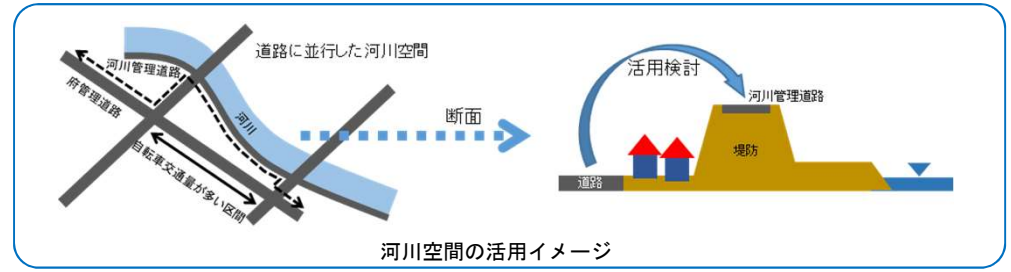 道路に並行した河川空間
河川管理道路
府管理道路
河川
自転車交通量が多い区間
断面
活用検討
河川管理道路
堤防
道路
河川空間の活用イメージ